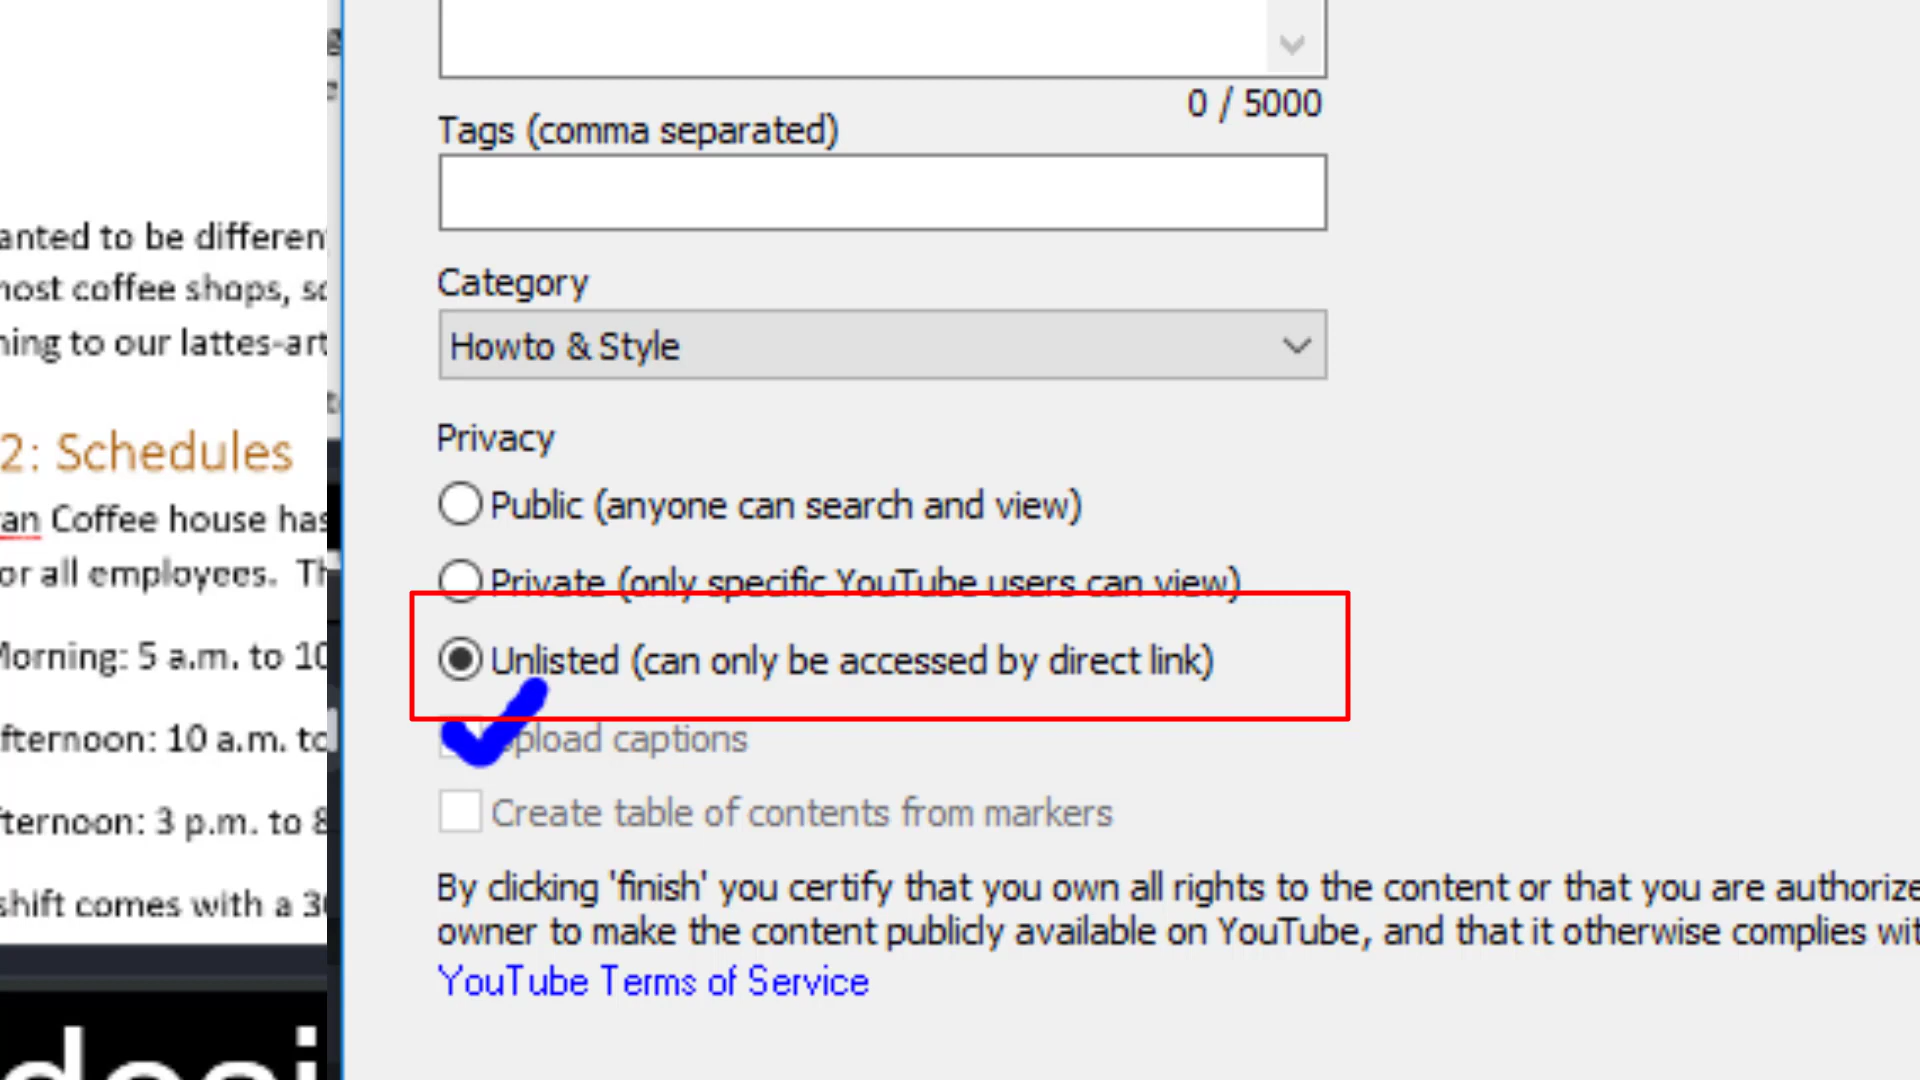 0 / 5000
Tags (comma separated)
Category
Howto & Style
Privacy
Public (anyone can search and view)
Private (only specific YouTube users can view)
Unlisted (can only be accessed by direct link)
pload captions
Create table of contents from markers
By clicking 'finish' you certify that you own all rights to the content or that you are authorize
owner to make the content publicly available on YouTube, and that it otherwise complies wit
YouTube Terms of Service
anted to be differen
nost coffee shops, so
ning to our lattes-art
2: Schedules
an Coffee house has
or all employees. Th
Morning: 5 a.m. to 10
fternoon: 10 a.m. to
fternoon: 3 p.m. to 8
shift comes with a 30
desi